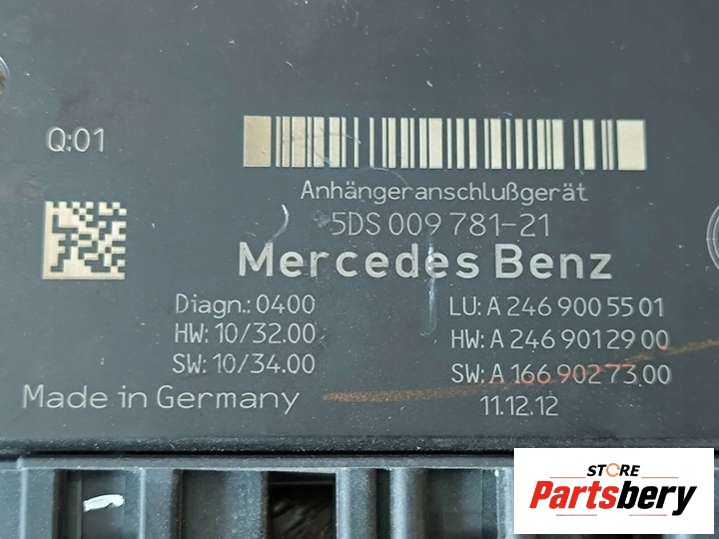 Q:01
Anhängeranschlußgerät
5DS 009 781-21
Mercedes Benz
Diagn.: 0400
HW: 10/32.00
SW: 10/34.00
LU: A 246 900 55 01
HW: A 246 901 29 00
SW: A 166 902 73 00
Made in Germany
11.12.12
STORE
Partsbery